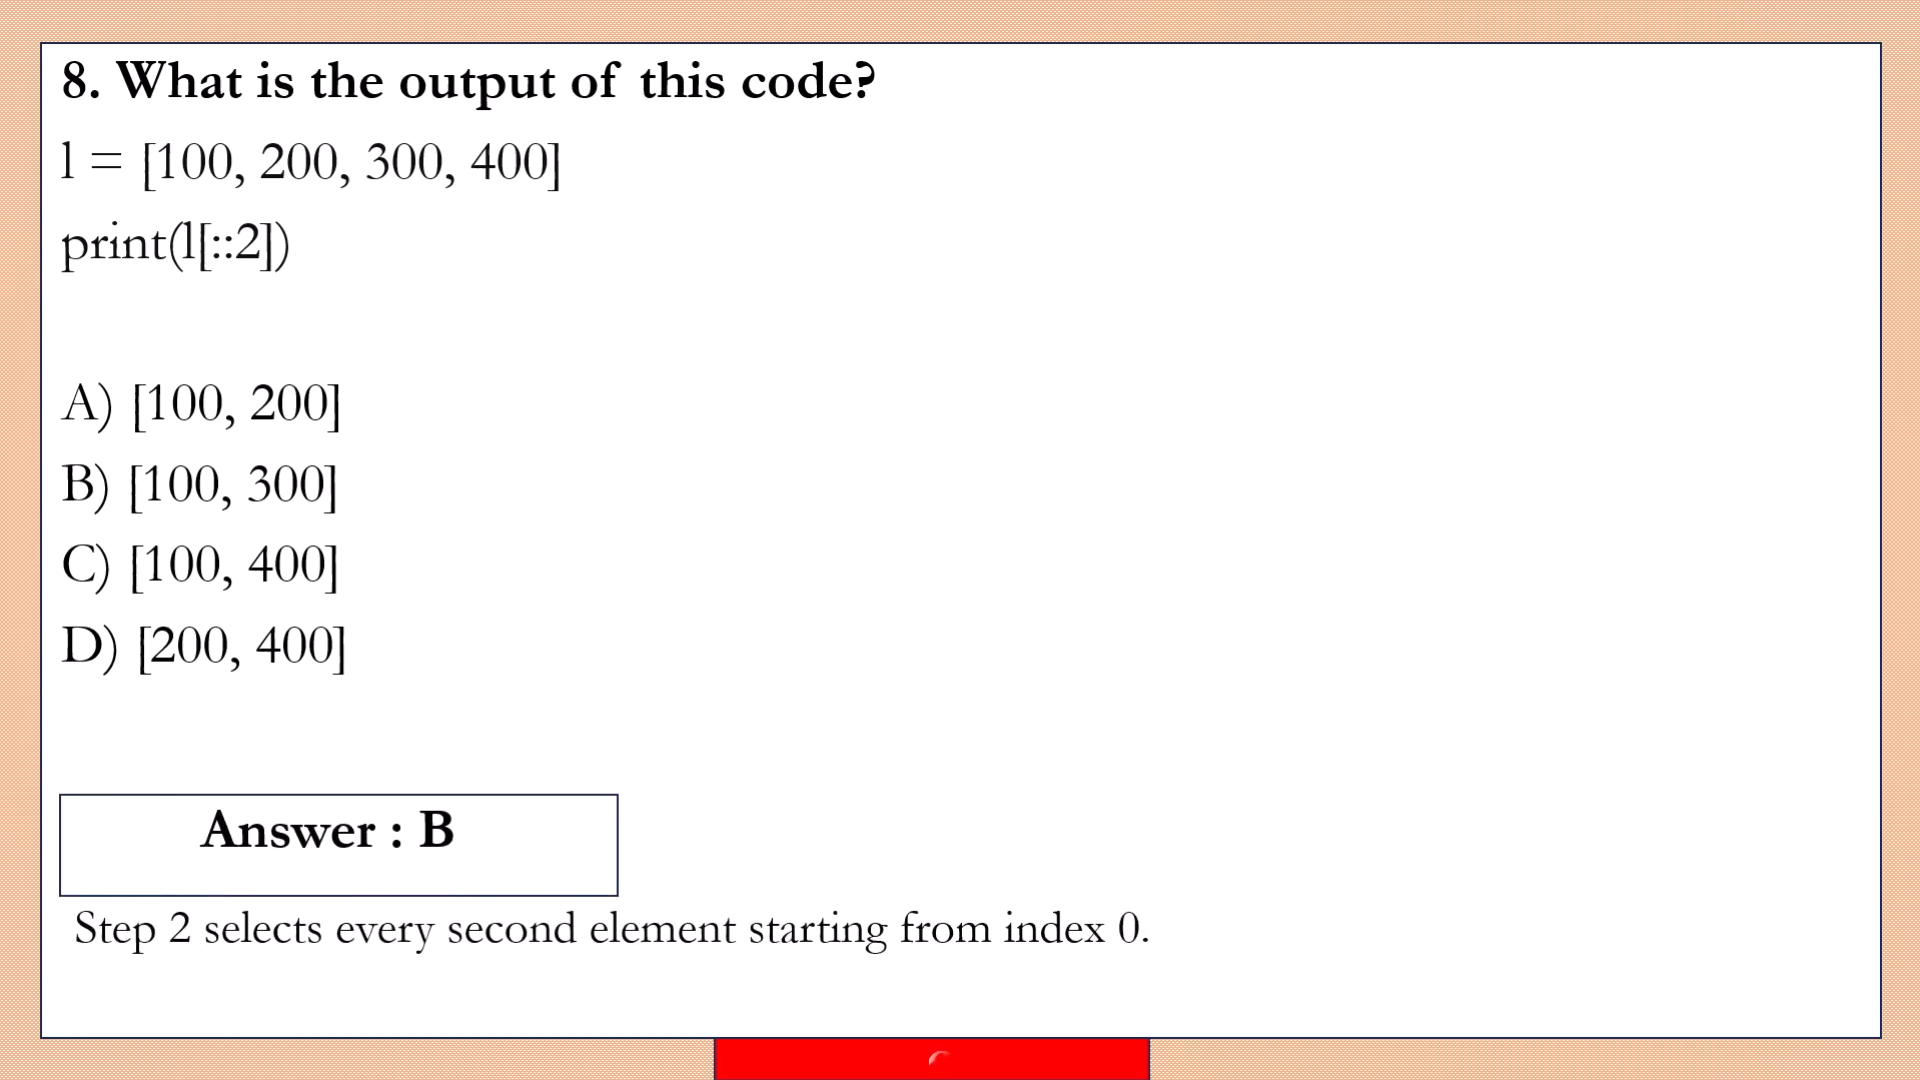 8. What is the output of this code?
l = [100, 200, 300, 400]
print(l[::2])
A) [100, 200]
B) [100, 300]
C) [100, 400]
D) [200, 400]
Answer : B
Step 2 selects every second element starting from index 0.